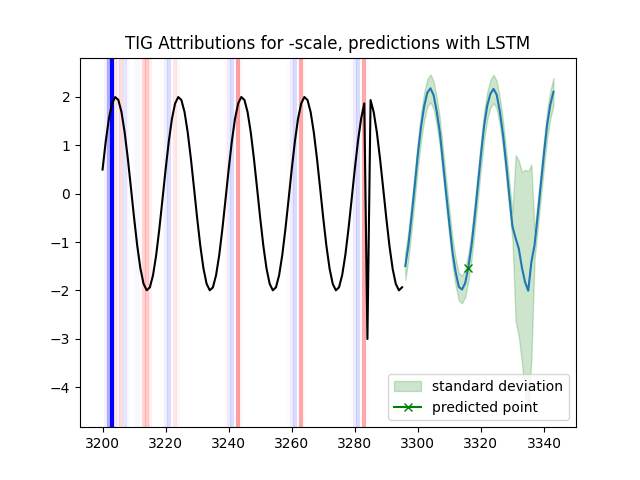 TIG Attributions for -scale, predictions with LSTM
2
1
0
−1
−2
−3
−4
standard deviation
predicted point
3200 3220 3240 3260 3280 3300 3320 3340